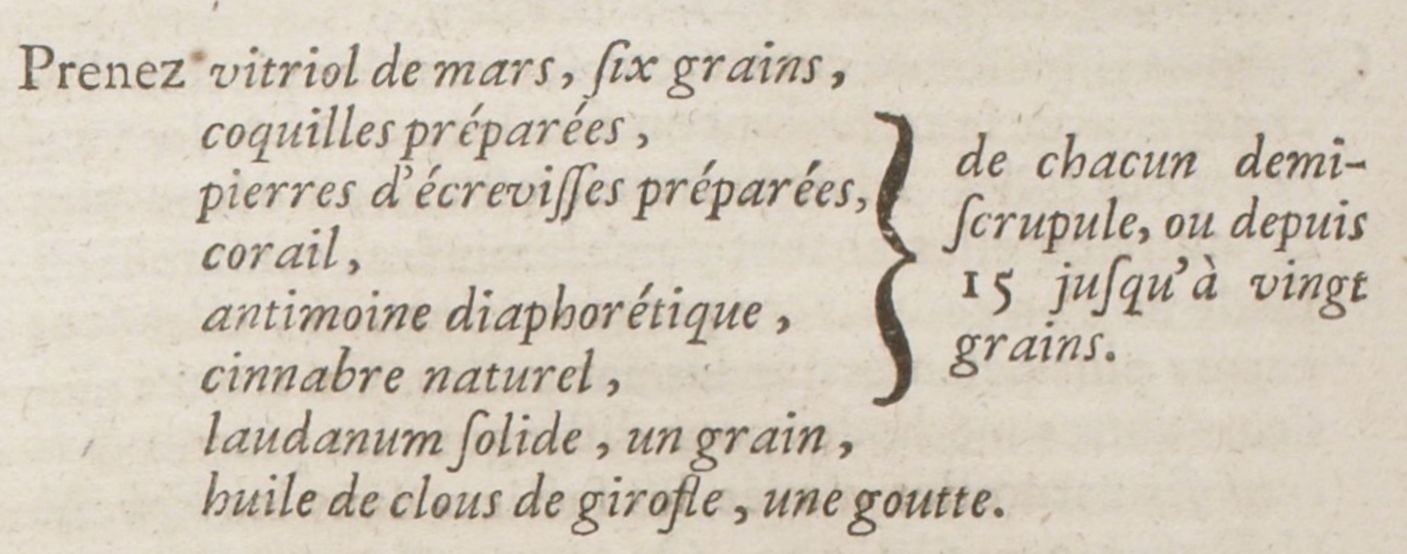 Prenez vitriol de mars, ſix grains,
coquilles préparées,
pierres d'écreviſſes préparées,
corail,
antimoine diaphorétique,
cinnabre naturel,
de chacun demi-
ſcrupule, ou depuis
15 juſqu'à vingt
grains.
laudanum ſolide, un grain,
huile de clous de girofle, une goutte.